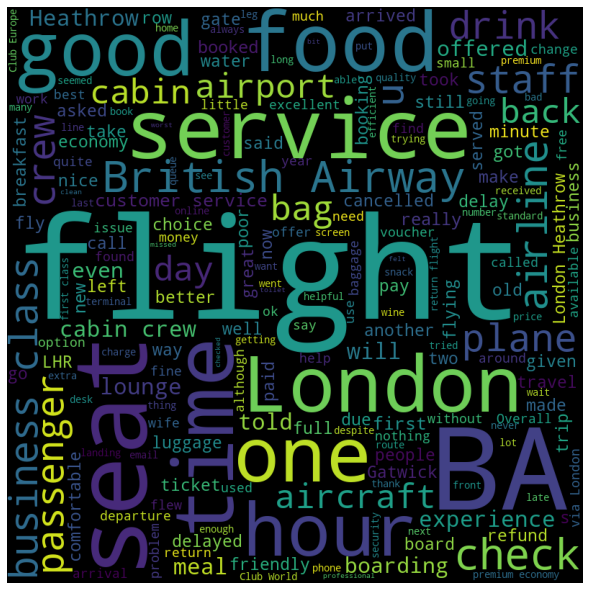 Club Europe
Heathrow
row
gate
leg
always
much
arrived
bit
put
premium
drink
home
long
quality
good
food
booked
water
offered
small
change
many
able
going
bad
staff
cabin
airport
u
took
work
best
asked
little
excellent
booking
efficient
find
still
back
breakfast
crew
take
economy
service
served
minute
nice
line
book
worst
customer
queue
said
trying
got
free
quite
British Airway
year
make
received
fly
last
clean
see
customer service
online
bag
cancelled
really
delay
number
standard
London Heathrow
available
business
airline
issue
choice
missed
need
call
money
offer
screen
voucher
called
flight
found
want
felt
first class
new
even
left
terminal
day
better
great
poor
now
went
snack
toilet
pay
flying
old
return flight
price
class
cabin crew
ok
helpful
use
baggage
wine
tried
plane
option
well
say
getting
another
LHR
way
although
will
two
around
given
go
charge
checked
fine
paid
help
travel
extra
lounge
London
wait
made
desk
thing
wife
told
full
due
first
without
Overall
never
trip
via London
seat
time
luggage
nothing
despite
people
route
lot
business
passenger
comfortable
ticket
used
one
Gatwick
thank
front
BA
landing
email
flew
aircraft
experience
s
late
departure
problem
enough
hour
security
next
refund
arrival
delayed
return
meal
friendly
phone
board
boarding
check
Club World
professional
premium economy